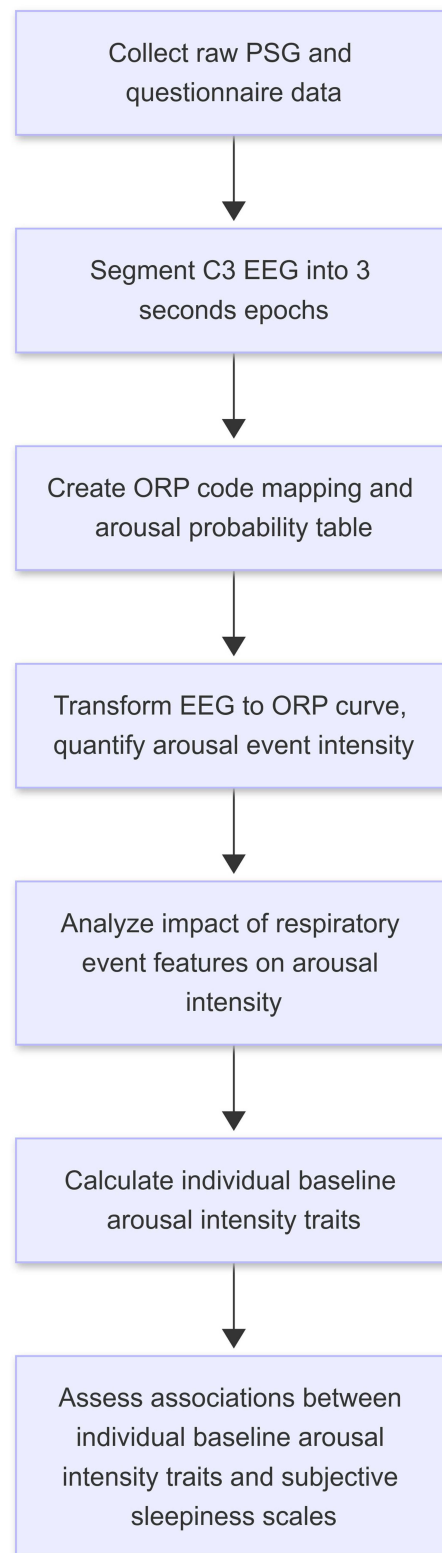 Collect raw PSG and
questionnaire data
Segment C3 EEG into 3
seconds epochs
Create ORP code mapping and
arousal probability table
Transform EEG to ORP curve,
quantify arousal event intensity
Analyze impact of respiratory
event features on arousal
intensity
Calculate individual baseline
arousal intensity traits
Assess associations between
individual baseline arousal
intensity traits and subjective
sleepiness scales